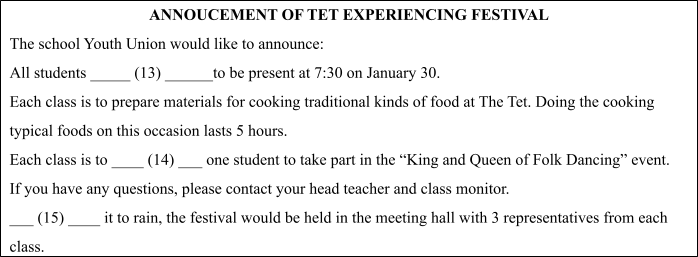 ANNOUCEMENT OF TET EXPERIENCING FESTIVAL
The school Youth Union would like to announce:
All students _____ (13) ______to be present at 7:30 on January 30.
Each class is to prepare materials for cooking traditional kinds of food at The Tet. Doing the cooking
typical foods on this occasion lasts 5 hours.
Each class is to ____ (14) ___ one student to take part in the “King and Queen of Folk Dancing” event.
If you have any questions, please contact your head teacher and class monitor.
___ (15) ____ it to rain, the festival would be held in the meeting hall with 3 representatives from each
class.